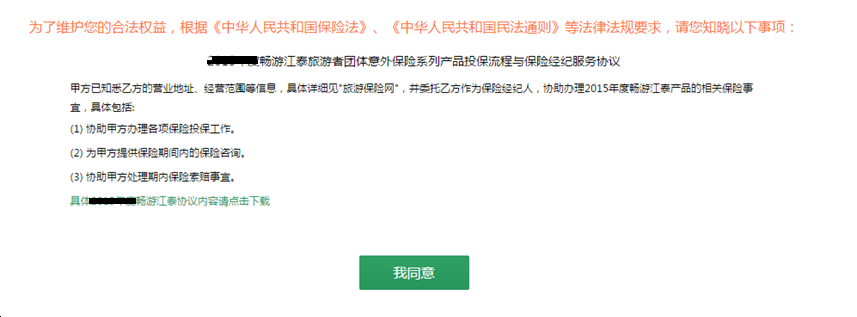 为了维护您的合法权益，根据《中华人民共和国保险法》、《中华人民共和国民法通则》等法律法规要求，请您知晓以下事项：
畅游江泰旅游者团体意外保险系列产品投保流程与保险经纪服务协议
甲方已知悉乙方的营业地址、经营范围等信息，具体详细见"旅游保险网"，并委托乙方作为保险经纪人，协助办理2015年度畅游江泰产品的相关保险事
宜，具体包括:
(1) 协助甲方办理各项保险投保工作。
(2) 为甲方提供保险期间内的保险咨询。
(3) 协助甲方处理期内保险索赔事宜。
具体畅游江泰协议内容请点击下载
我同意